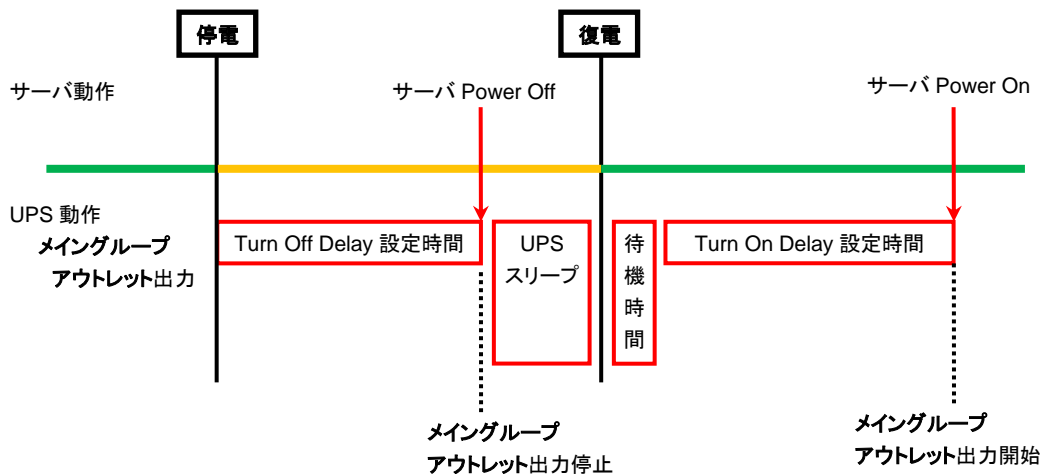 停電
復電
サーバ動作
サーバ Power Off
サーバ Power On
UPS 動作
メイングループ
アウトレット出力
Turn Off Delay 設定時間
UPS
スリープ
待
機
時
間
Turn On Delay 設定時間
メイングループ
アウトレット出力停止
メイングループ
アウトレット出力開始